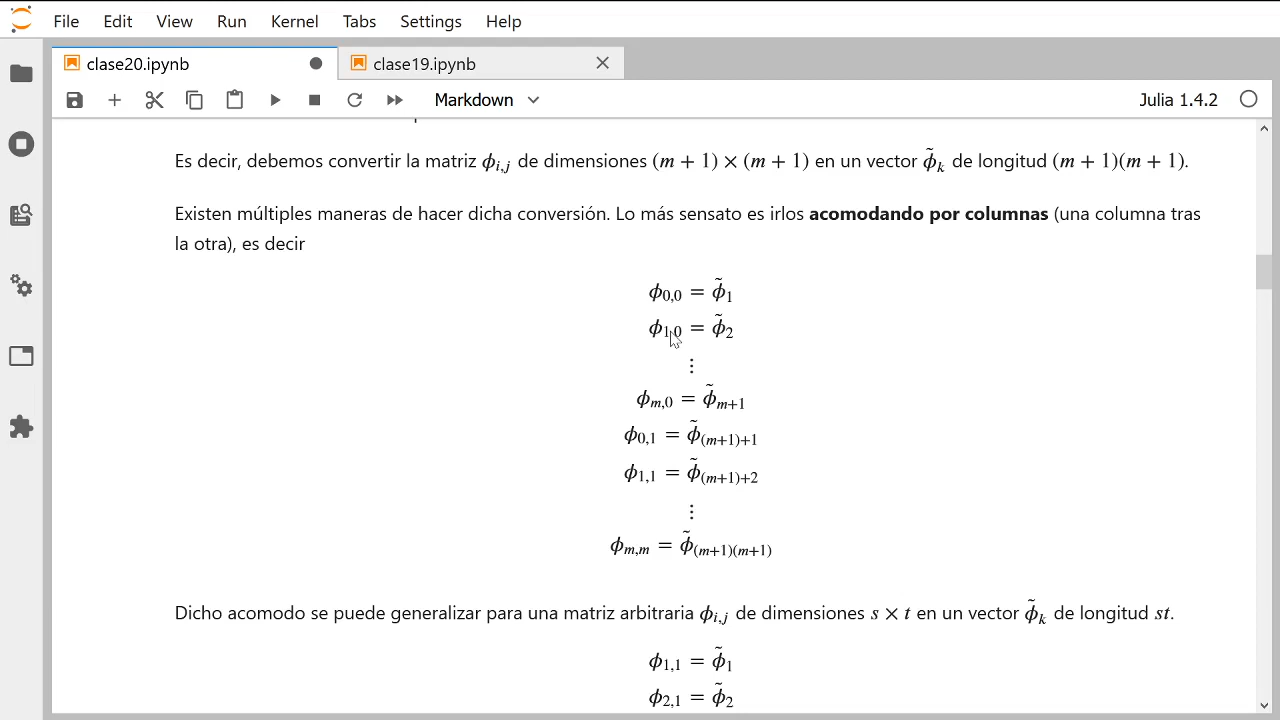 File Edit View Run Kernel Tabs Settings Help
clase20.ipynb clase19.ipynb
Markdown Julia 1.4.2
Es decir, debemos convertir la matriz ϕ_{i,j} de dimensiones (m + 1) × (m + 1) en un vector ϕ̃_k de longitud (m + 1)(m + 1).
Existen múltiples maneras de hacer dicha conversión. Lo más sensato es irlos acomodando por columnas (una columna tras
la otra), es decir
ϕ_{0,0} = ϕ̃_1
ϕ_{1,0} = ϕ̃_2
⋮
ϕ_{m,0} = ϕ̃_{m+1}
ϕ_{0,1} = ϕ̃_{(m+1)+1}
ϕ_{1,1} = ϕ̃_{(m+1)+2}
⋮
ϕ_{m,m} = ϕ̃_{(m+1)(m+1)}
Dicho acomodo se puede generalizar para una matriz arbitraria ϕ_{i,j} de dimensiones s × t en un vector ϕ̃_k de longitud st.
ϕ_{1,1} = ϕ̃_1
ϕ_{2,1} = ϕ̃_2